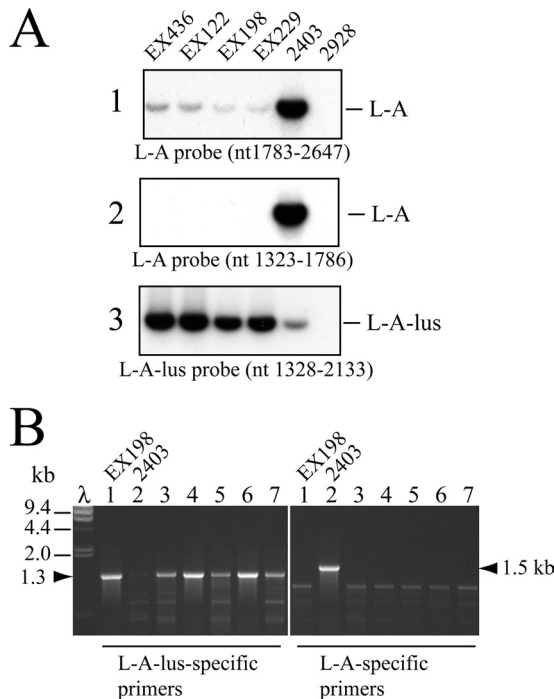 A
EX436 EX122 EX198 EX229 2403 2928
1 L-A
L-A probe (nt1783-2647)
2 L-A
L-A probe (nt 1323-1786)
3 L-A-lus
L-A-lus probe (nt 1328-2133)
B
EX198 2403 EX198 2403
kb λ 1 2 3 4 5 6 7 1 2 3 4 5 6 7
9.4
4.4
2.0
1.3 1.5 kb
L-A-lus-specific primers
L-A-specific primers